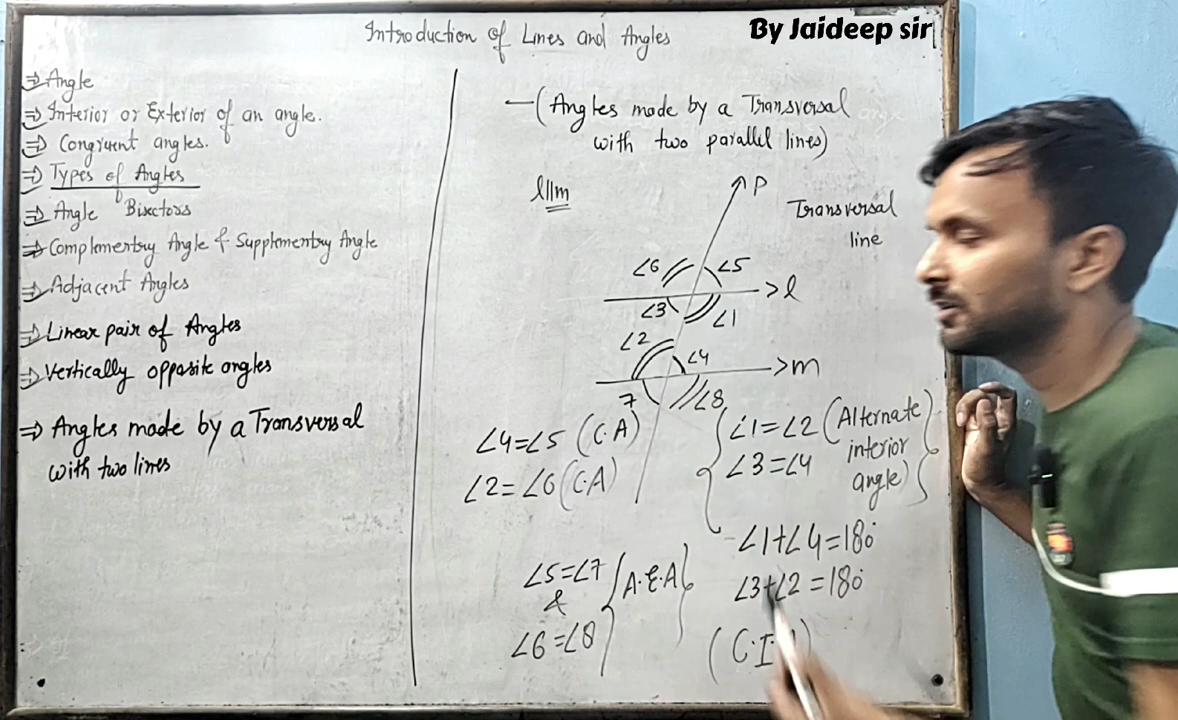 Introduction of Lines and Angles
By Jaideep sir
⇒ Angle
⇒ Interior or Exterior of an angle.
⇒ Congruent angles.
⇒ Types of Angles
⇒ Angle Bisectors
⇒ Complementry Angle & Supplementry Angle
⇒ Adjacent Angles
⇒ Linear pair of Angles
⇒ Vertically opposite angles
⇒ Angles made by a Transversal
with two lines
(Angles made by a Transversal
with two parallel lines)
l||m
P
Transversal
line
∠6 ∠5
l
∠3 ∠1
∠2 ∠4
m
7 ∠8
∠4=∠5 (C.A)
∠2=∠6 (C.A)
∠1=∠2 (Alternate
∠3=∠4 interior
angle)
∠1+∠4=180°
∠3+∠2=180°
(C.I.
∠5=∠7
&
∠6=∠8
A.E.A